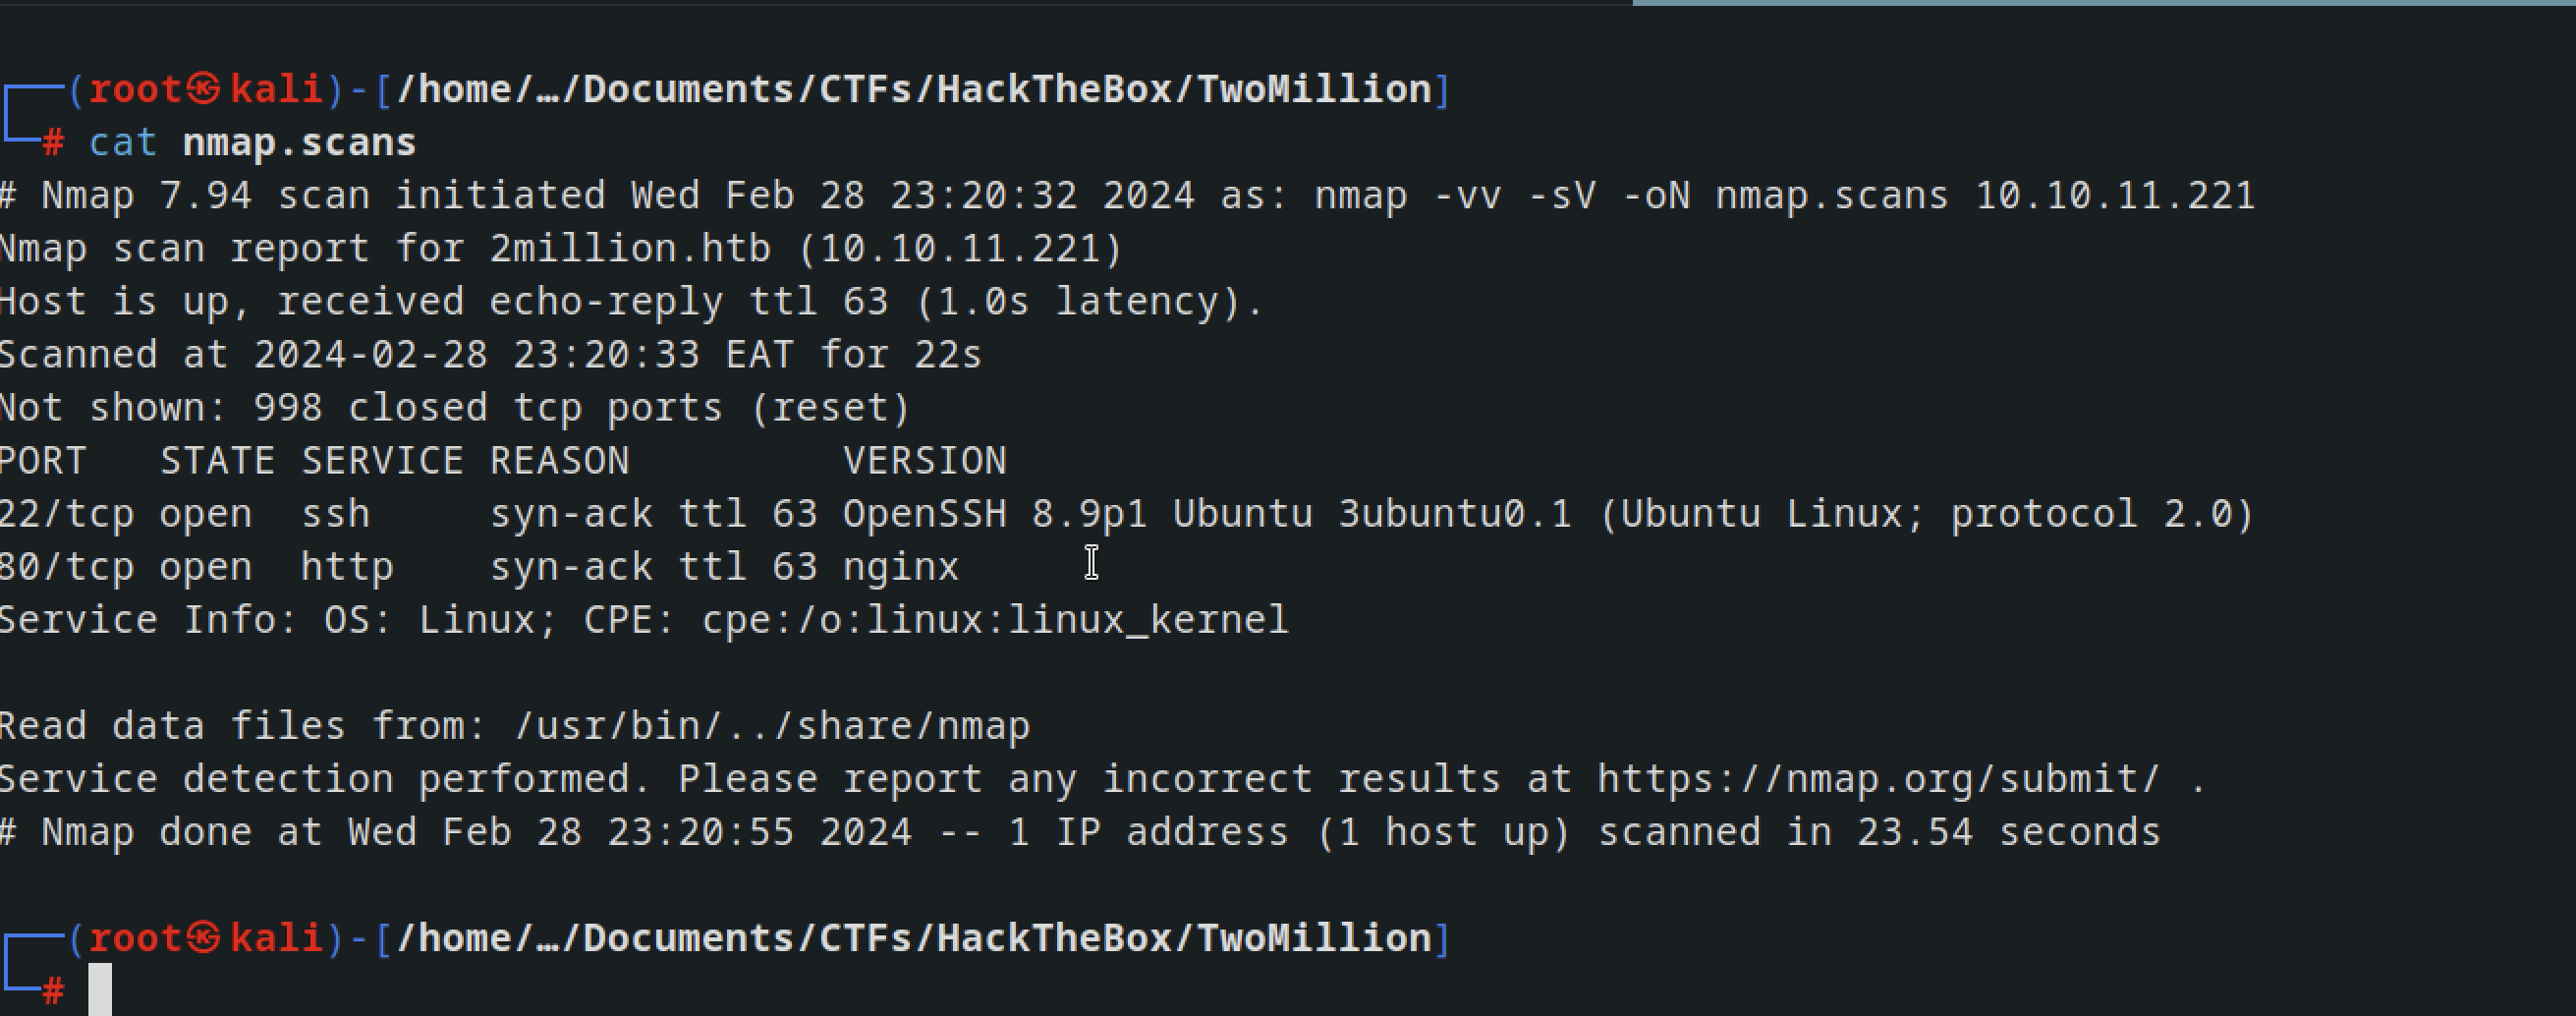 ┌──(root㉿kali)-[/home/…/Documents/CTFs/HackTheBox/TwoMillion]
└─# cat nmap.scans
# Nmap 7.94 scan initiated Wed Feb 28 23:20:32 2024 as: nmap -vv -sV -oN nmap.scans 10.10.11.221
Nmap scan report for 2million.htb (10.10.11.221)
Host is up, received echo-reply ttl 63 (1.0s latency).
Scanned at 2024-02-28 23:20:33 EAT for 22s
Not shown: 998 closed tcp ports (reset)
PORT   STATE SERVICE REASON         VERSION
22/tcp open  ssh     syn-ack ttl 63 OpenSSH 8.9p1 Ubuntu 3ubuntu0.1 (Ubuntu Linux; protocol 2.0)
80/tcp open  http    syn-ack ttl 63 nginx
Service Info: OS: Linux; CPE: cpe:/o:linux:linux_kernel

Read data files from: /usr/bin/../share/nmap
Service detection performed. Please report any incorrect results at https://nmap.org/submit/ .
# Nmap done at Wed Feb 28 23:20:55 2024 -- 1 IP address (1 host up) scanned in 23.54 seconds

┌──(root㉿kali)-[/home/…/Documents/CTFs/HackTheBox/TwoMillion]
└─#